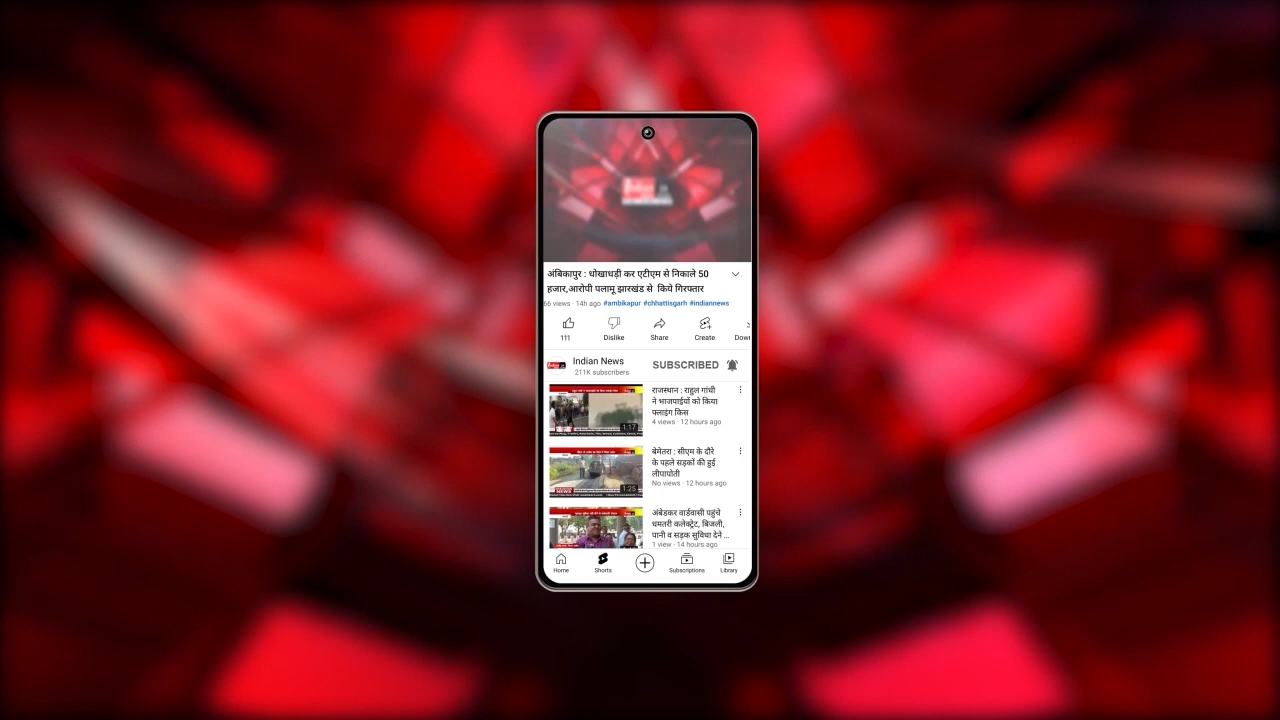 अंबिकापुर : धोखाधड़ी कर एटीएम से निकाले 50
हजार,आरोपी पलामू झारखंड से किये गिरफ्तार
66 views · 14h ago #ambikapur #chhattisgarh #indiannews
111
Dislike
Share
Create
Indian News
211K subscribers
SUBSCRIBED
राजस्थान : राहुल गांधी
ने भाजपाईयों को किया
फ्लाइंग किस
4 views · 12 hours ago
1:17
बेमेतरा : सीएम के दौरे
के पहले सड़कों की हुई
लीपापोती
No views · 12 hours ago
1:25
अंबेडकर वार्डवासी पहुंचे
धमतरी कलेक्ट्रेट, बिजली,
पानी व सड़क सुविधा देने ...
1 view · 14 hours ago
Home
Shorts
Subscriptions
Library